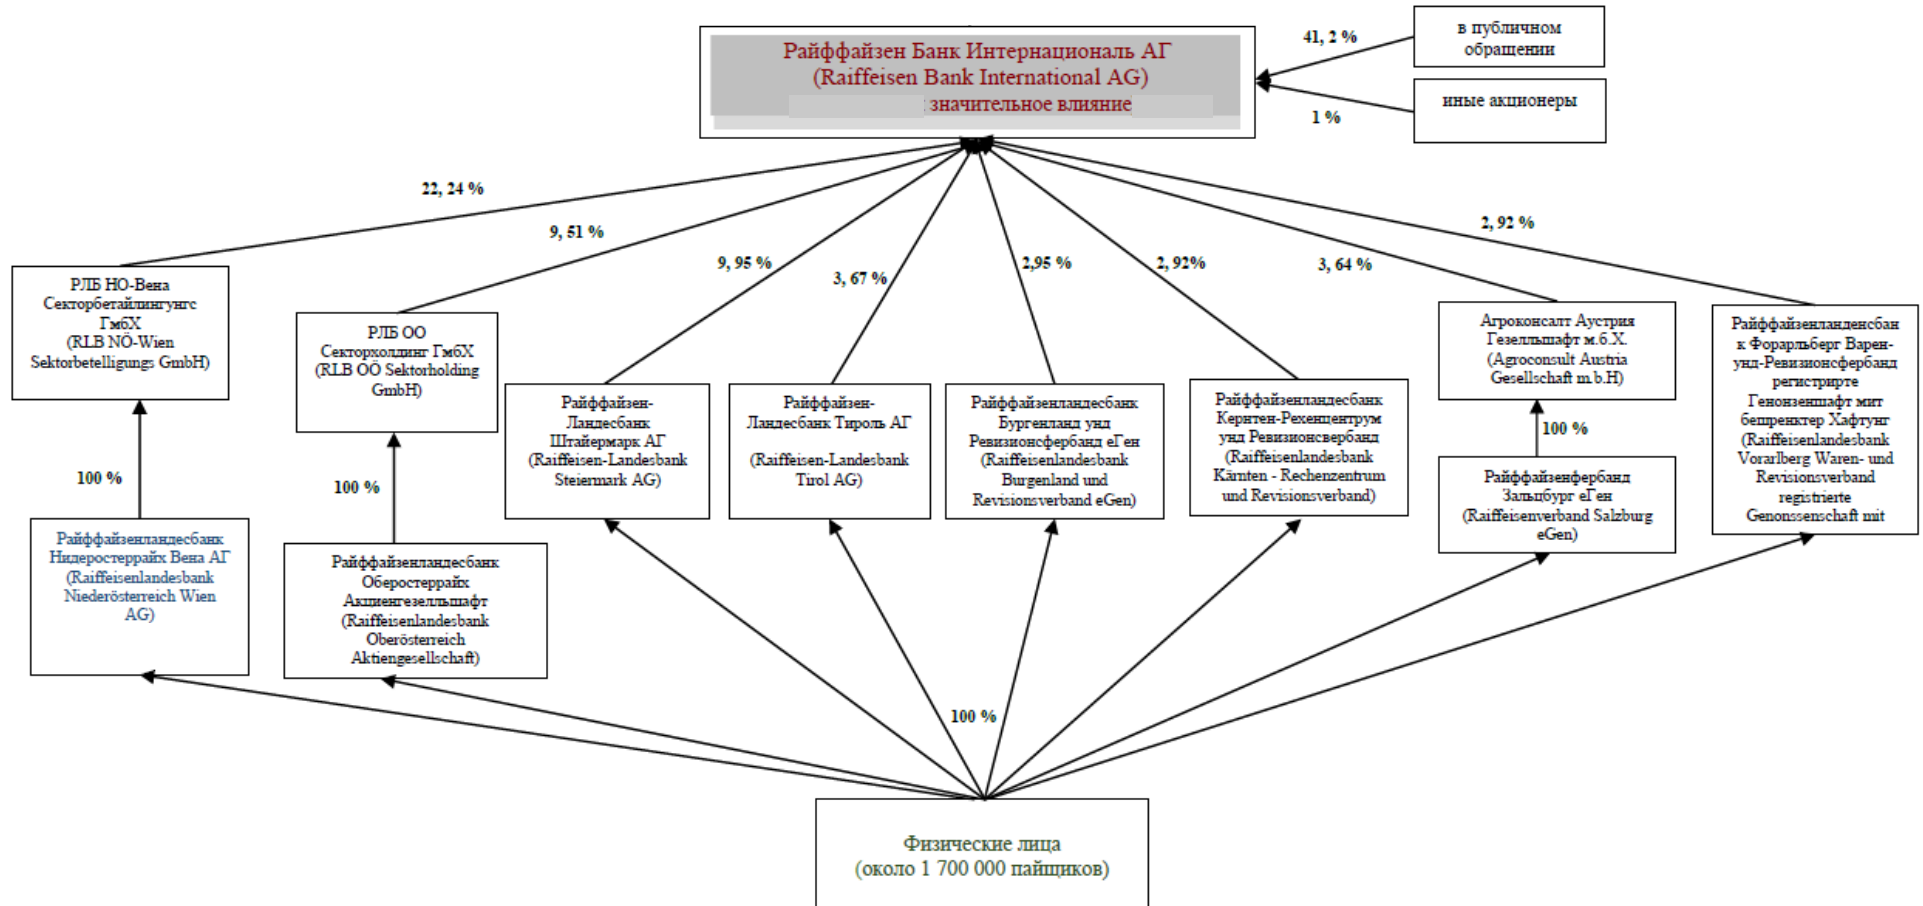 Райффайзен Банк Интернациональ АГ
(Raiffeisen Bank International AG)
значительное влияние
в публичном
обращении
иные акционеры
41, 2 %
1 %
22, 24 %
9, 51 %
9, 95 %
3, 67 %
2,95 %
2, 92%
3, 64 %
2, 92 %
РЛБ НО-Вена
Секторбетайлингунгс
ГмбХ
(RLB NÖ-Wien
Sektorbetelligungs GmbH)
РЛБ ОО
Секторхолдинг ГмбХ
(RLB OÖ Sektorholding
GmbH)
Райффайзен-
Ландесбанк
Штайермарк АГ
(Raiffeisen-Landesbank
Steiermark AG)
Райффайзен-
Ландесбанк Тироль АГ
(Raiffeisen-Landesbank
Tirol AG)
Райффайзенландесбанк
Бургенланд унд
Ревизионсфербанд еГен
(Raiffeisenlandesbank
Burgenland und
Revisionsverband eGen)
Райффайзенландесбанк
Кернтен-Рехенцентрум
унд Ревизионсвербанд
(Raiffeisenlandesbank
Kärnten - Rechenzentrum
und Revisionsverband)
Агроконсалт Аустрия
Гезелльшафт м.б.Х.
(Agroconsult Austria
Gesellschaft m.b.H)
Райффайзенланденсбан
к Форарльберг Варен-
унд-Ревизионсфербанд
регистрирте
Генонзеншафт мит
бешренктер Хафтунг
(Raiffeisenlandesbank
Vorarlberg Waren- und
Revisionsverband
registrierte
Genonssenschaft mit
100 %
100 %
100 %
Райффайзенландесбанк
Нидеростеррайх Вена АГ
(Raiffeisenlandesbank
Niederösterreich Wien
AG)
Райффайзенландесбанк
Оберостеррайх
Акциенгезелльшафт
(Raiffeisenlandesbank
Oberösterreich
Aktiengesellschaft)
Райффайзенфербанд
Зальцбург еГен
(Raiffeisenverband Salzburg
eGen)
100 %
Физические лица
(около 1 700 000 пайщиков)